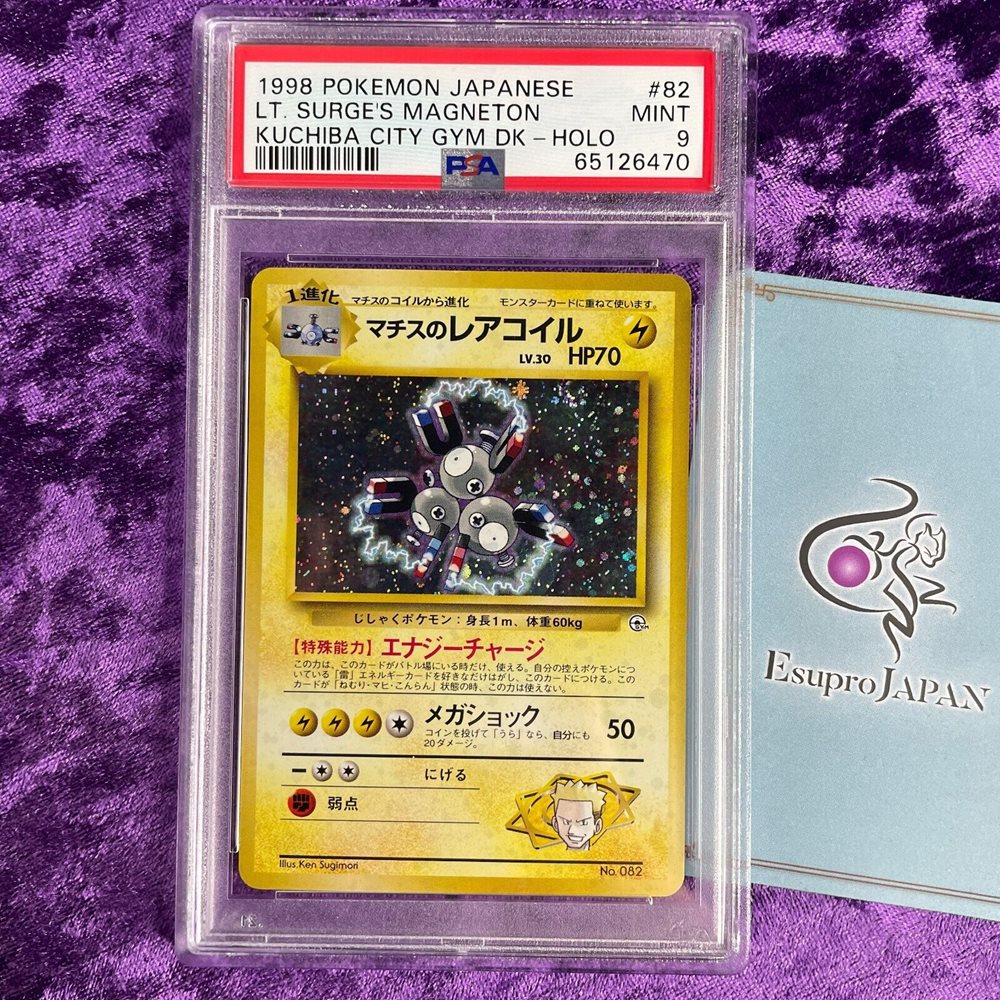 1998 POKEMON JAPANESE #82
LT. SURGE'S MAGNETON MINT
KUCHIBA CITY GYM DK - HOLO 9
PSA 65126470
1進化 マチスのコイルから進化 モンスターカードに重ねて使います。
マチスのレアコイル
LV.30 HP70
じしゃくポケモン：身長1m、体重60kg
GYM
【特殊能力】エナジーチャージ
この力は、このカードがバトル場にいる時だけ、使える。自分の控えポケモンにつ
いている「雷」エネルギーカードを好きなだけはがし、このカードにつける。この
カードが「ねむり・マヒ・こんらん」状態の時、この力は使えない。
メガショック 50
コインを投げて「うら」なら、自分にも
20ダメージ。
にげる
弱点
Illus.Ken Sugimori No. 082
EsuproJAPAN